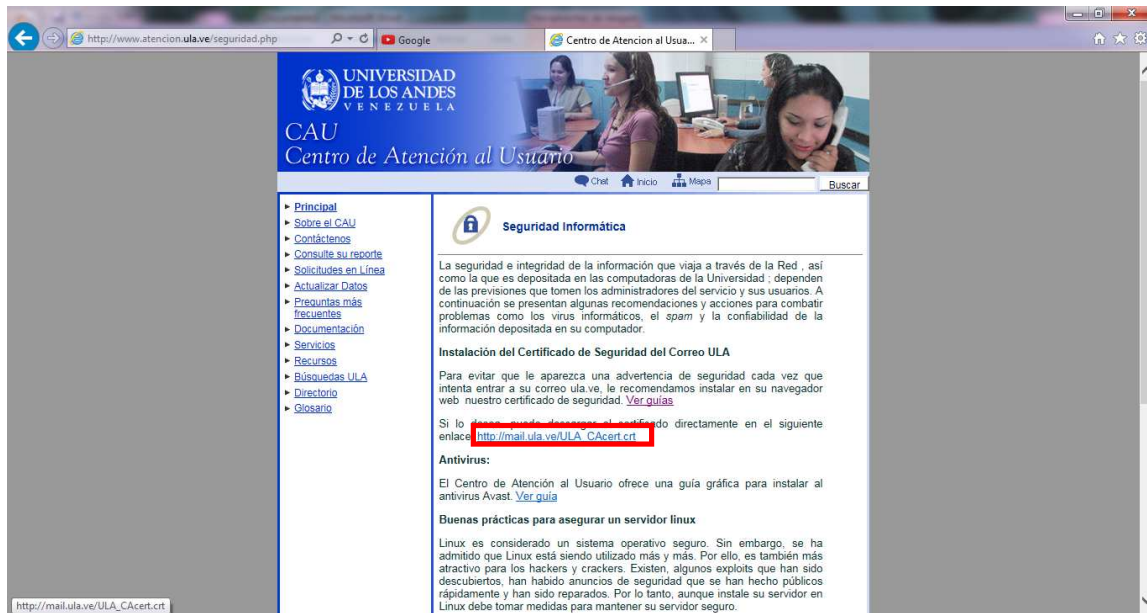 http://www.atencion.ula.ve/seguridad.php
Google
Centro de Atencion al Usua...
UNIVERSIDAD
DE LOS ANDES
VENEZUELA
CAU
Centro de Atención al Usuario
Chat
Inicio
Mapa
Buscar
Principal
Sobre el CAU
Contáctenos
Consulte su reporte
Solicitudes en Línea
Actualizar Datos
Preguntas más
frecuentes
Documentación
Servicios
Recursos
Búsquedas ULA
Directorio
Glosario
Seguridad Informática
La seguridad e integridad de la información que viaja a través de la Red , así
como la que es depositada en las computadoras de la Universidad ; dependen
de las previsiones que tomen los administradores del servicio y sus usuarios. A
continuación se presentan algunas recomendaciones y acciones para combatir
problemas como los virus informáticos, el spam y la confiabilidad de la
información depositada en su computador.
Instalación del Certificado de Seguridad del Correo ULA
Para evitar que le aparezca una advertencia de seguridad cada vez que
intenta entrar a su correo ula.ve, le recomendamos instalar en su navegador
web nuestro certificado de seguridad. Ver guías
Si lo desea, puede descargar el certificado directamente en el siguiente
enlace http://mail.ula.ve/ULA_CAcert.crt
Antivirus:
El Centro de Atención al Usuario ofrece una guía gráfica para instalar al
antivirus Avast. Ver guía
Buenas prácticas para asegurar un servidor linux
Linux es considerado un sistema operativo seguro. Sin embargo, se ha
admitido que Linux está siendo utilizado más y más. Por ello, es también más
atractivo para los hackers y crackers. Existen, algunos exploits que han sido
descubiertos, han habido anuncios de seguridad que se han hecho públicos
rápidamente y han sido reparados. Por lo tanto, aunque instale su servidor en
Linux debe tomar medidas para mantener su servidor seguro.
http://mail.ula.ve/ULA_CAcert.crt